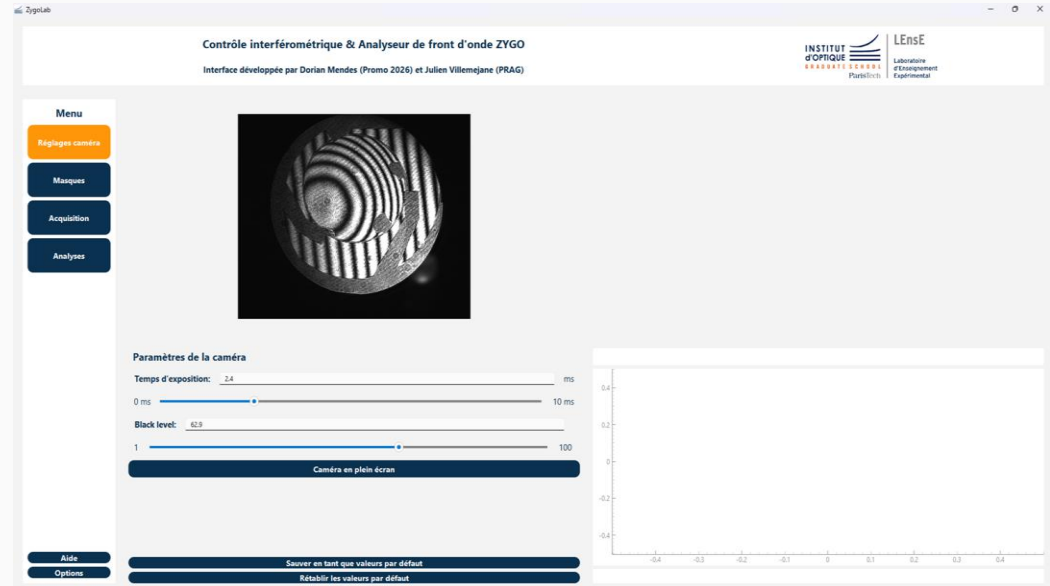 ZygoLab
Contrôle interférométrique & Analyseur de front d'onde ZYGO
Interface développée par Dorian Mendes (Promo 2026) et Julien Villemejane (PRAG)
INSTITUT
d'OPTIQUE
GRADUATE SCHOOL
ParisTech
LEnsE
Laboratoire
d'Enseignement
Expérimental
Menu
Réglages caméra
Masques
Acquisition
Analyses
Aide
Options
Paramètres de la caméra
Temps d'exposition: 2.4 ms
0 ms 10 ms
Black level: 62.9
1 100
Caméra en plein écran
Sauver en tant que valeurs par défaut
Rétablir les valeurs par défaut
0.4
0.2
0
-0.2
-0.4
-0.4 -0.3 -0.2 -0.1 0 0.1 0.2 0.3 0.4